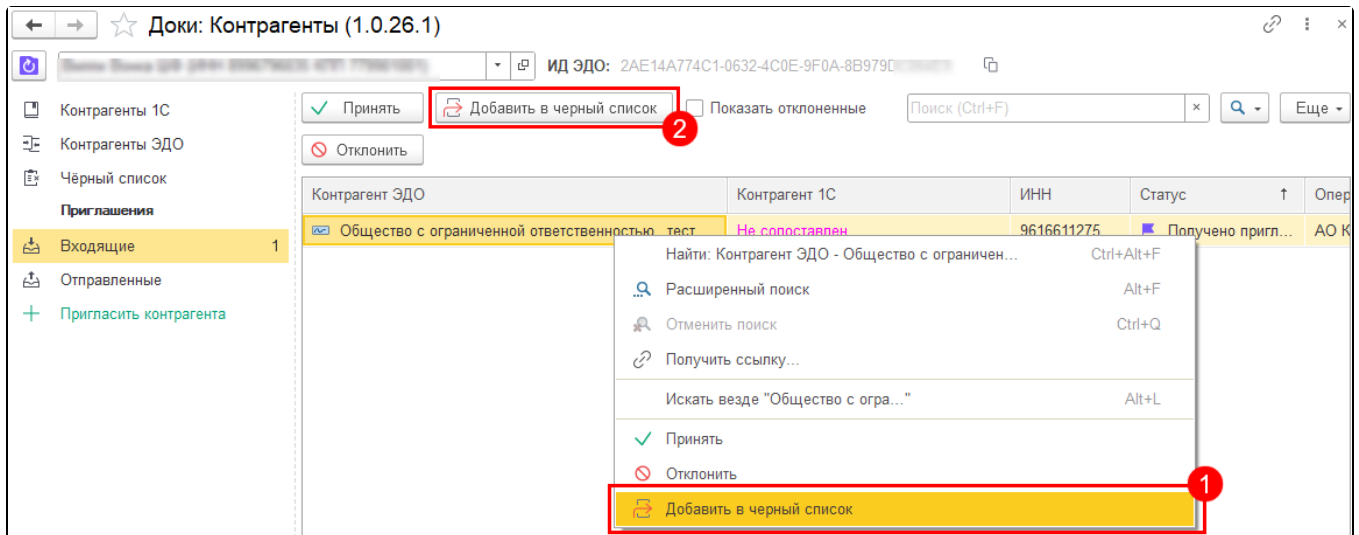 Доки: Контрагенты (1.0.26.1)
ИД ЭДО: 2AE14A774C1-0632-4C0E-9F0A-8B979D
Контрагенты 1С
Контрагенты ЭДО
Чёрный список
Приглашения
Входящие 1
Отправленные
Пригласить контрагента
Принять Добавить в черный список Показать отклоненные Поиск (Ctrl+F) Еще
2
Отклонить
Контрагент ЭДО Контрагент 1С ИНН Статус Опер
Общество с ограниченной ответственностью тест Не сопоставлен 9616611275 Получено пригл... АО К
Найти: Контрагент ЭДО - Общество с ограничен... Ctrl+Alt+F
Расширенный поиск Alt+F
Отменить поиск Ctrl+Q
Получить ссылку...
Искать везде "Общество с огра..." Alt+L
Принять
Отклонить
1
Добавить в черный список